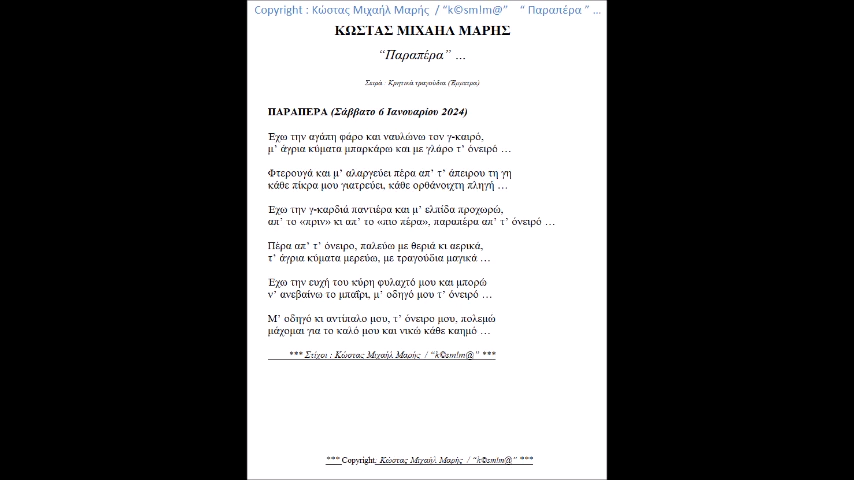 Copyright : Κώστας Μιχαήλ Μαρής / “k©sm!m@” “ Παραπέρα ” ...
ΚΩΣΤΑΣ ΜΙΧΑΗΛ ΜΑΡΗΣ
“Παραπέρα” ...
Σειρά : Κρητικά τραγούδια (Έμμετρα)
ΠΑΡΑΠΕΡΑ (Σάββατο 6 Ιανουαρίου 2024)
Έχω την αγάπη φάρο και ναυλώνω τον γ-καιρό,
μ’ άγρια κύματα μπαρκάρω και με γλάρο τ’ όνειρό …
Φτερουγά και μ’ αλαργεύει πέρα απ’ τ’ άπειρου τη γη
κάθε πίκρα μου γιατρεύει, κάθε ορθάνοιχτη πληγή …
Έχω την γ-καρδιά παντιέρα και μ’ ελπίδα προχωρώ,
απ’ το «πριν» κι απ’ το «πιο πέρα», παραπέρα απ’ τ’ όνειρό …
Πέρα απ’ τ’ όνειρο, παλεύω με θεριά κι αερικά,
τ’ άγρια κύματα μερεύω, με τραγούδια μαγικά …
Έχω την ευχή του κύρη φυλαχτό μου και μπορώ
ν’ ανεβαίνω το μπαΐρι, μ’ οδηγό μου τ’ όνειρό …
Μ’ οδηγό κι αντίπαλο μου, τ’ όνειρο μου, πολεμώ
μάχομαι για το καλό μου και νικώ κάθε καημό …
*** Στίχοι : Κώστας Μιχαήλ Μαρής / “k©sm!m@” ***
*** Copyright: Κώστας Μιχαήλ Μαρής / “k©sm!m@” ***